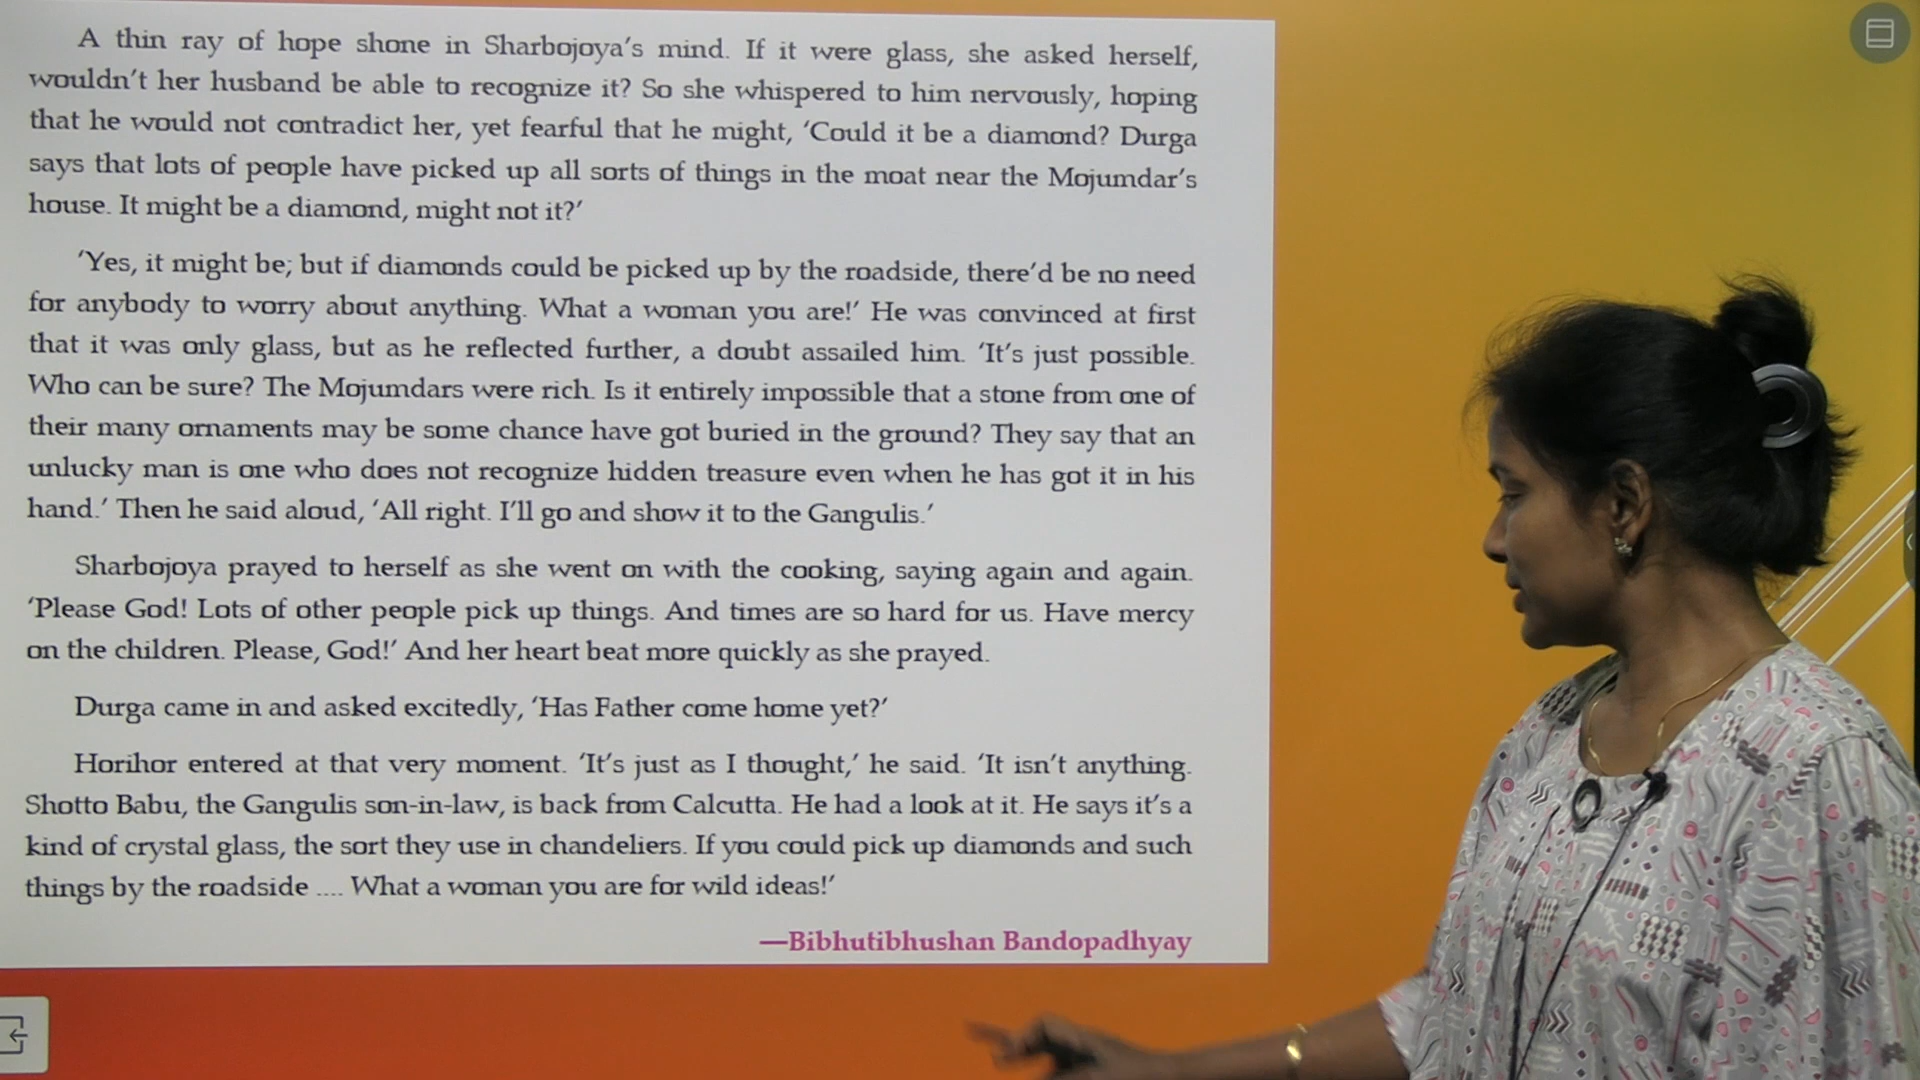 A thin ray of hope shone in Sharbojoya's mind. If it were glass, she asked herself,
wouldn't her husband be able to recognize it? So she whispered to him nervously, hoping
that he would not contradict her, yet fearful that he might, 'Could it be a diamond? Durga
says that lots of people have picked up all sorts of things in the moat near the Mojumdar's
house. It might be a diamond, might not it?'
'Yes, it might be; but if diamonds could be picked up by the roadside, there'd be no need
for anybody to worry about anything. What a woman you are!' He was convinced at first
that it was only glass, but as he reflected further, a doubt assailed him. 'It's just possible.
Who can be sure? The Mojumdars were rich. Is it entirely impossible that a stone from one of
their many ornaments may be some chance have got buried in the ground? They say that an
unlucky man is one who does not recognize hidden treasure even when he has got it in his
hand.' Then he said aloud, 'All right. I'll go and show it to the Gangulis.'
Sharbojoya prayed to herself as she went on with the cooking, saying again and again.
'Please God! Lots of other people pick up things. And times are so hard for us. Have mercy
on the children. Please, God!' And her heart beat more quickly as she prayed.
Durga came in and asked excitedly, 'Has Father come home yet?'
Horihor entered at that very moment. 'It's just as I thought,' he said. 'It isn't anything.
Shotto Babu, the Gangulis son-in-law, is back from Calcutta. He had a look at it. He says it's a
kind of crystal glass, the sort they use in chandeliers. If you could pick up diamonds and such
things by the roadside .... What a woman you are for wild ideas!'
—Bibhutibhushan Bandopadhyay